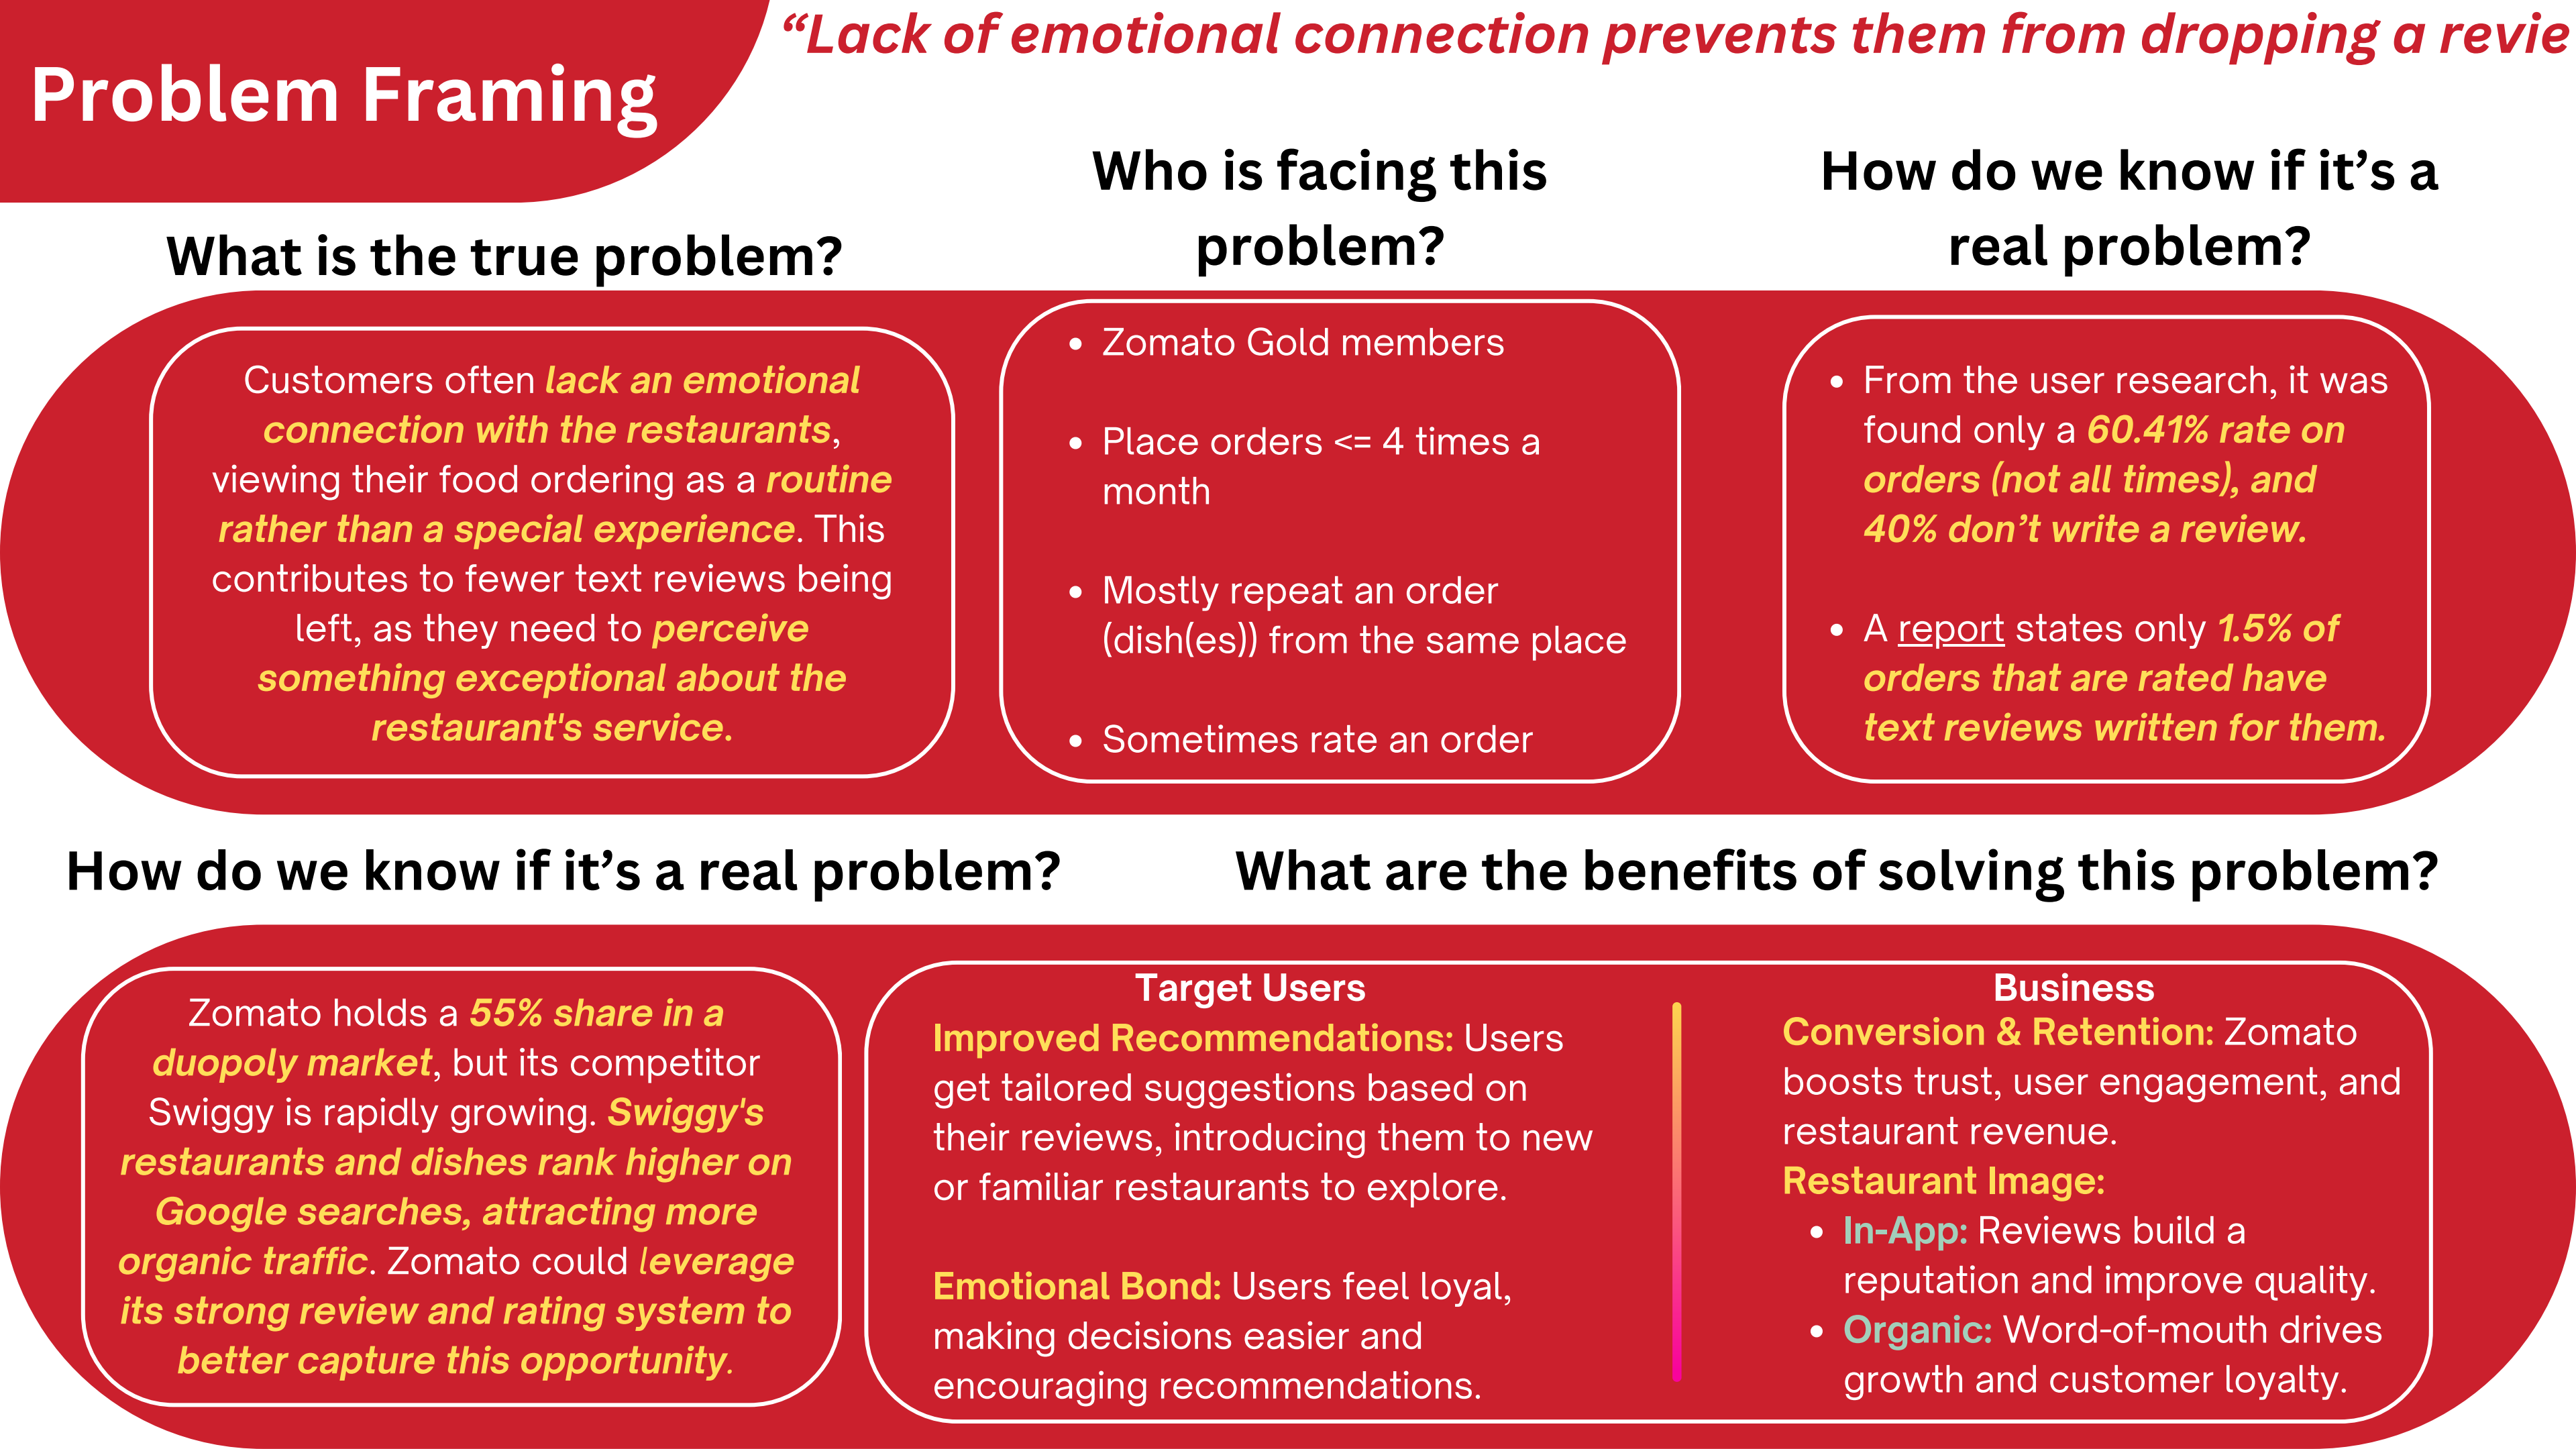 Problem Framing
“Lack of emotional connection prevents them from dropping a revie
What is the true problem?
Customers often lack an emotional
connection with the restaurants,
viewing their food ordering as a routine
rather than a special experience. This
contributes to fewer text reviews being
left, as they need to perceive
something exceptional about the
restaurant's service.
Who is facing this
problem?
• Zomato Gold members
• Place orders <= 4 times a
month
• Mostly repeat an order
(dish(es)) from the same place
• Sometimes rate an order
How do we know if it’s a
real problem?
• From the user research, it was
found only a 60.41% rate on
orders (not all times), and
40% don’t write a review.
• A report states only 1.5% of
orders that are rated have
text reviews written for them.
How do we know if it’s a real problem?
Zomato holds a 55% share in a
duopoly market, but its competitor
Swiggy is rapidly growing. Swiggy's
restaurants and dishes rank higher on
Google searches, attracting more
organic traffic. Zomato could leverage
its strong review and rating system to
better capture this opportunity.
What are the benefits of solving this problem?
Target Users
Improved Recommendations: Users
get tailored suggestions based on
their reviews, introducing them to new
or familiar restaurants to explore.
Emotional Bond: Users feel loyal,
making decisions easier and
encouraging recommendations.
Business
Conversion & Retention: Zomato
boosts trust, user engagement, and
restaurant revenue.
Restaurant Image:
• In-App: Reviews build a
reputation and improve quality.
• Organic: Word-of-mouth drives
growth and customer loyalty.